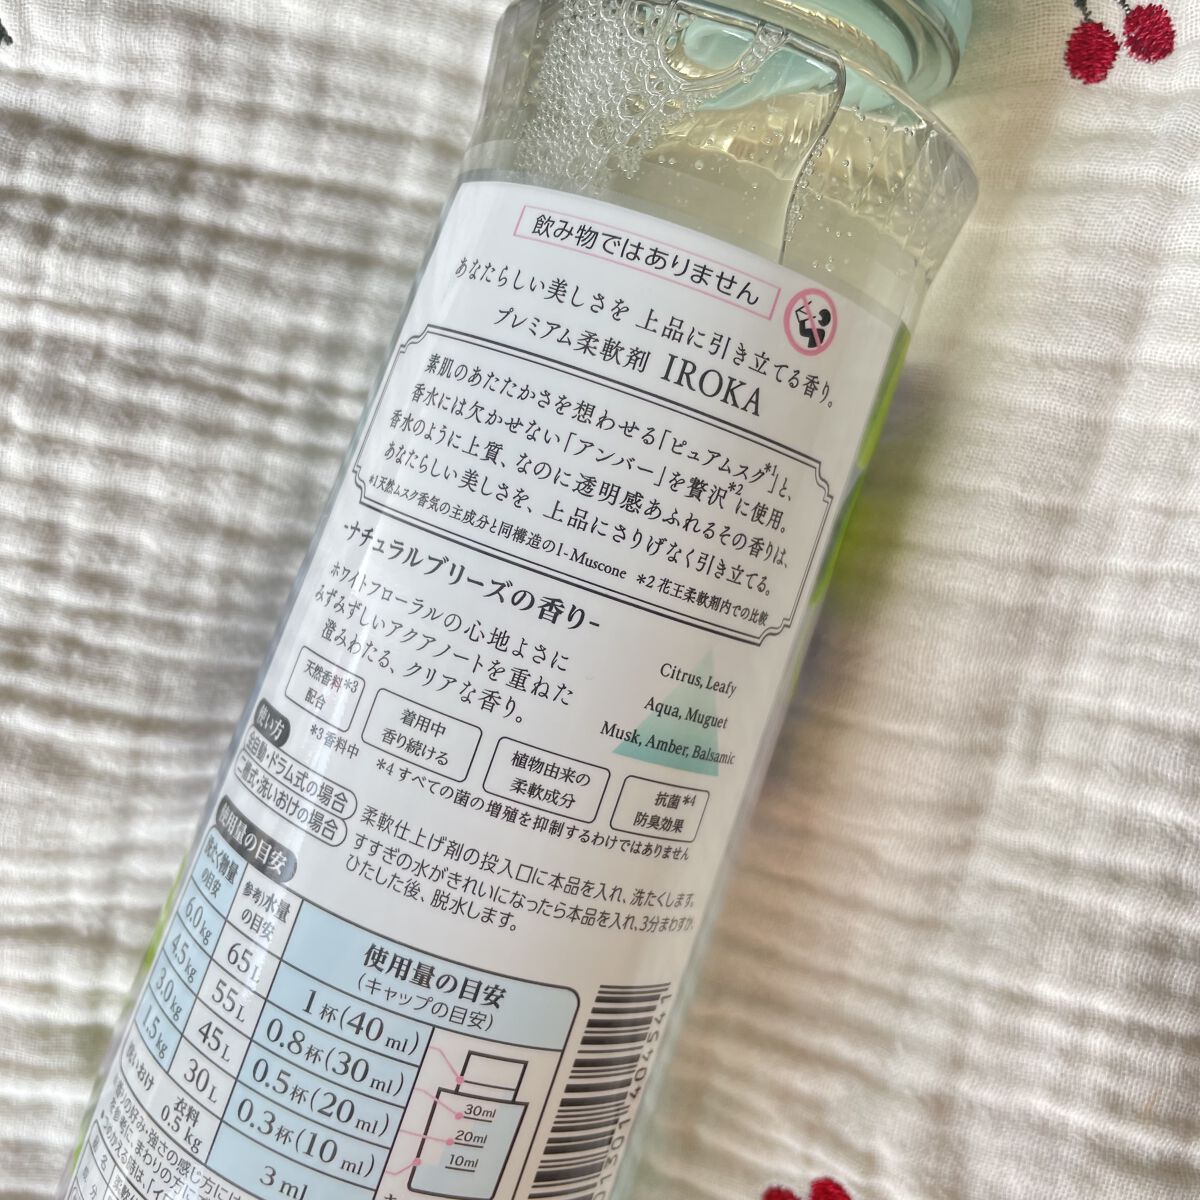 飲み物ではありません
あなたらしい美しさを 上品に引き立てる香り。
プレミアム柔軟剤 IROKA
素肌のあたたかさを想わせる「ピュアムスク*1」と、
香水には欠かせない「アンバー」を贅沢*2に使用。
香水のように上質、なのに透明感あふれるその香りは、
あなたらしい美しさを、上品にさりげなく引き立てる。
*1 天然ムスク香気の主成分と同構造のl-Muscone *2 花王柔軟剤内での比較
-ナチュラルブリーズの香り-
ホワイトフローラルの心地よさに
みずみずしいアクアノートを重ねた
澄みわたる、クリアな香り。
Citrus, Leafy
Aqua, Muguet
Musk, Amber, Balsamic
天然香料*3
配合
着用中
香り続ける
植物由来の
柔軟成分
抗菌*4
防臭効果
*3 香料中
*4 すべての菌の増殖を抑制するわけではありません
使い方
全自動・ドラム式の場合
柔軟仕上げ剤の投入口に本品を入れ、洗たくします。
二層式・洗いおけの場合
すすぎの水がきれいになったら本品を入れ、3分まわすか、
ひたした後、脱水します。
使用量の目安
洗たく物量
の目安
(参考)水量
の目安
使用量の目安
(キャップの目安)
6.0kg
65L
1杯(40ml)
4.5kg
55L
0.8杯(30ml)
3.0kg
45L
0.5杯(20ml)
1.5kg
30L
0.3杯(10ml)
洗いおけ
衣料
0.5kg
3ml
30ml
20ml
10ml